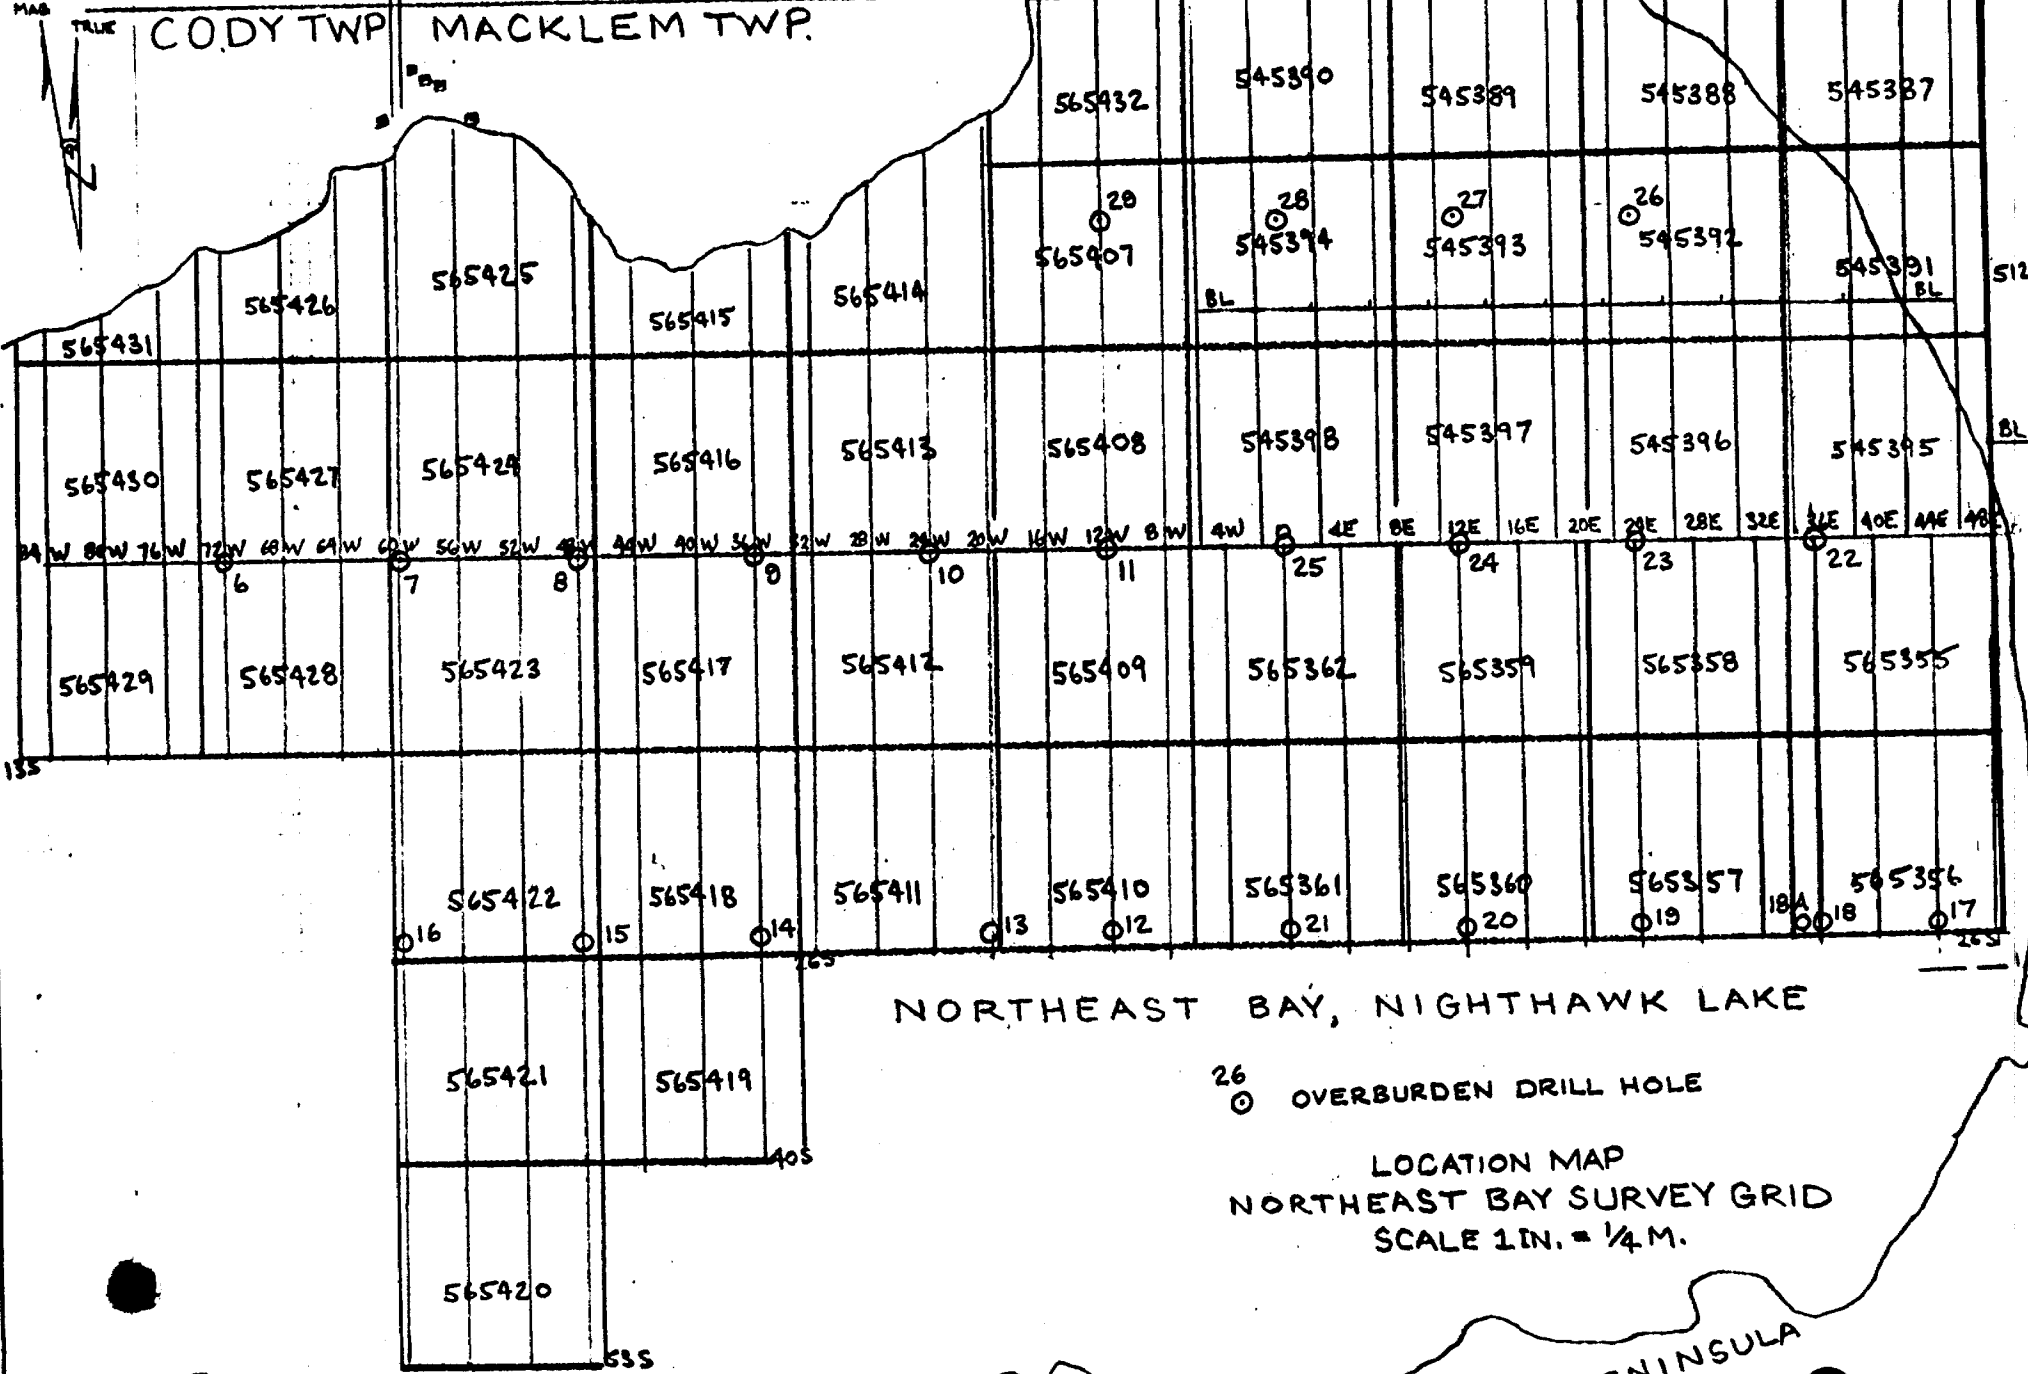 MAG
TRUE
CODY TWP. MACKLEM TWP.
565432 545390 545389 545388 545387
29 28 27 26
565407 545394 545393 545392 545391
512
BL BL
565431 565426 565425 565415 565414
565430 565427 565424 565416 565413 565408 545398 545397 545396 545395
BL
84W 80W 76W 72W 68W 64W 60W 56W 52W 48W 44W 40W 36W 32W 28W 24W 20W 16W 12W 8W 4W 0 4E 8E 12E 16E 20E 24E 28E 32E 36E 40E 44E 48E
6 7 8 9 10 11 25 24 23 22
565429 565428 565423 565417 565412 565409 565362 565359 565358 565355
13S
565422 565418 565411 565410 565361 565360 565357 565356
16 15 14 13 12 21 20 19 18A 18 17
26S 26S
NORTHEAST BAY, NIGHTHAWK LAKE
565421 565419
26
OVERBURDEN DRILL HOLE
40S
LOCATION MAP
NORTHEAST BAY SURVEY GRID
SCALE 1 IN. = 1/4 M.
565420
53S
ENINSULA